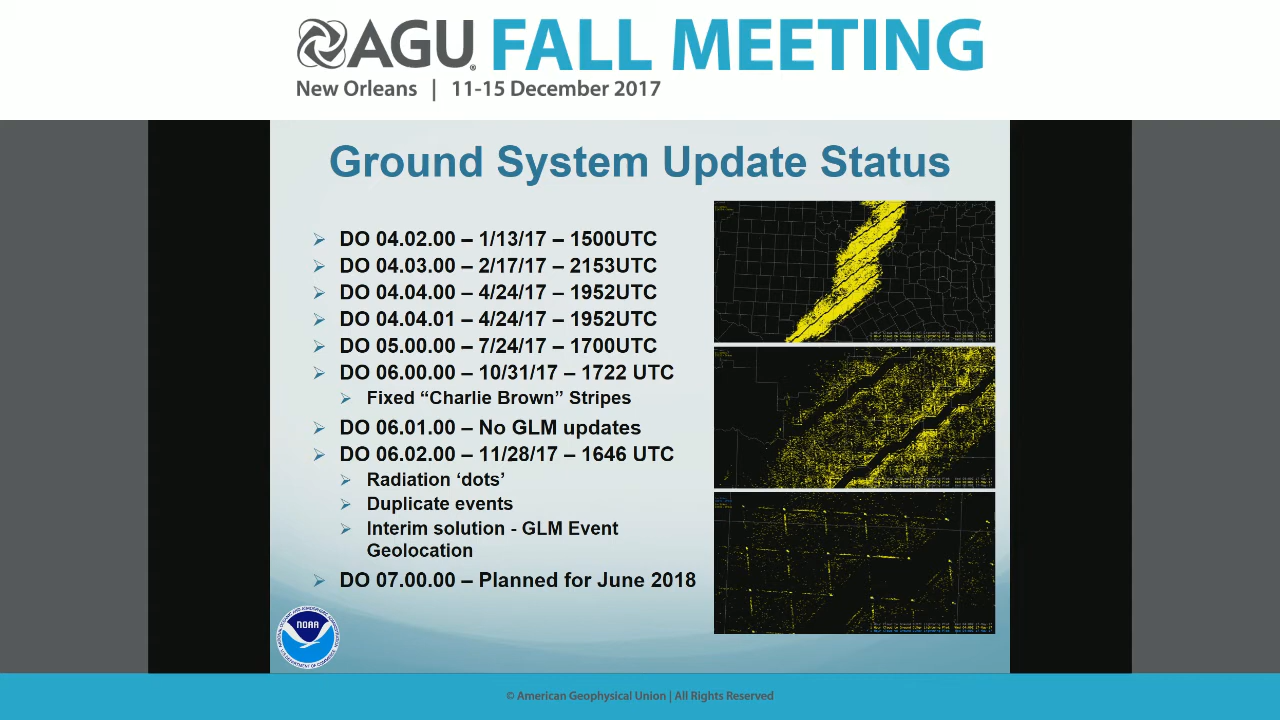 AGU FALL MEETING
New Orleans | 11-15 December 2017
Ground System Update Status
DO 04.02.00 – 1/13/17 – 1500UTC
DO 04.03.00 – 2/17/17 – 2153UTC
DO 04.04.00 – 4/24/17 – 1952UTC
DO 04.04.01 – 4/24/17 – 1952UTC
DO 05.00.00 – 7/24/17 – 1700UTC
DO 06.00.00 – 10/31/17 – 1722 UTC
Fixed “Charlie Brown” Stripes
DO 06.01.00 – No GLM updates
DO 06.02.00 – 11/28/17 – 1646 UTC
Radiation ‘dots’
Duplicate events
Interim solution - GLM Event
Geolocation
DO 07.00.00 – Planned for June 2018
NOAA
© American Geophysical Union | All Rights Reserved